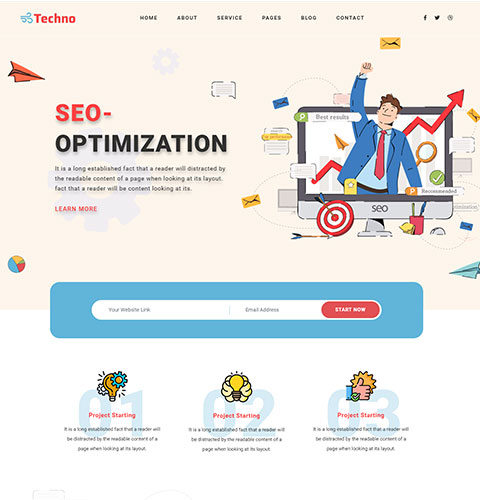 Techno
HOME ABOUT SERVICE PAGES BLOG CONTACT
SEO-
OPTIMIZATION
It is a long established fact that a reader will distracted by
the readable content of a page when looking at its layout.
fact that a reader will be content looking at its.
LEARN MORE
Best results
Recommended
seo
Your Website Link Email Address START NOW
01 02 03
Project Starting Project Starting Project Starting
It is a long established fact that a reader will It is a long established fact that a reader will It is a long established fact that a reader will
be distracted by the readable content of a be distracted by the readable content of a be distracted by the readable content of a
page when looking at its layout. page when looking at its layout. page when looking at its layout.